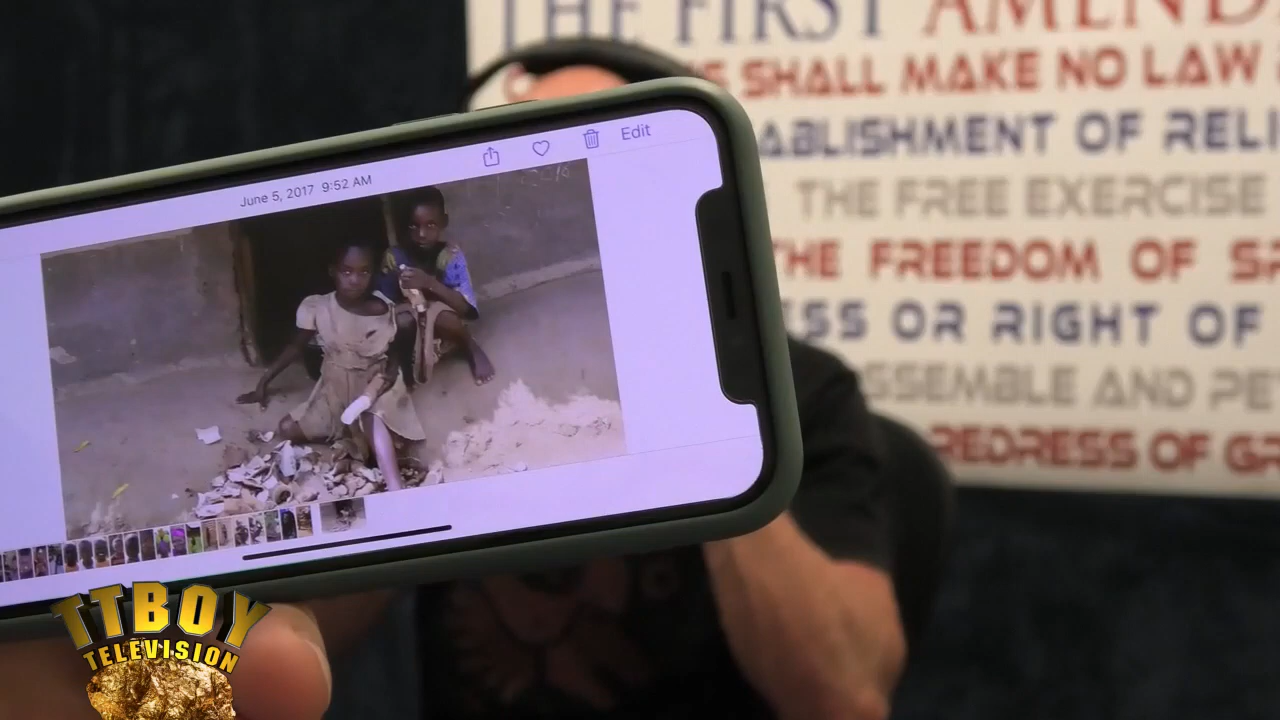 THE FIRST AMEND
SHALL MAKE NO LAW
ABLISHMENT OF RELI
THE FREE EXERCISE
THE FREEDOM OF SP
ESS OR RIGHT OF
SSEMBLE AND PE
REDRESS OF GR
Edit
June 5, 2017 9:52 AM
TTBOY
TELEVISION